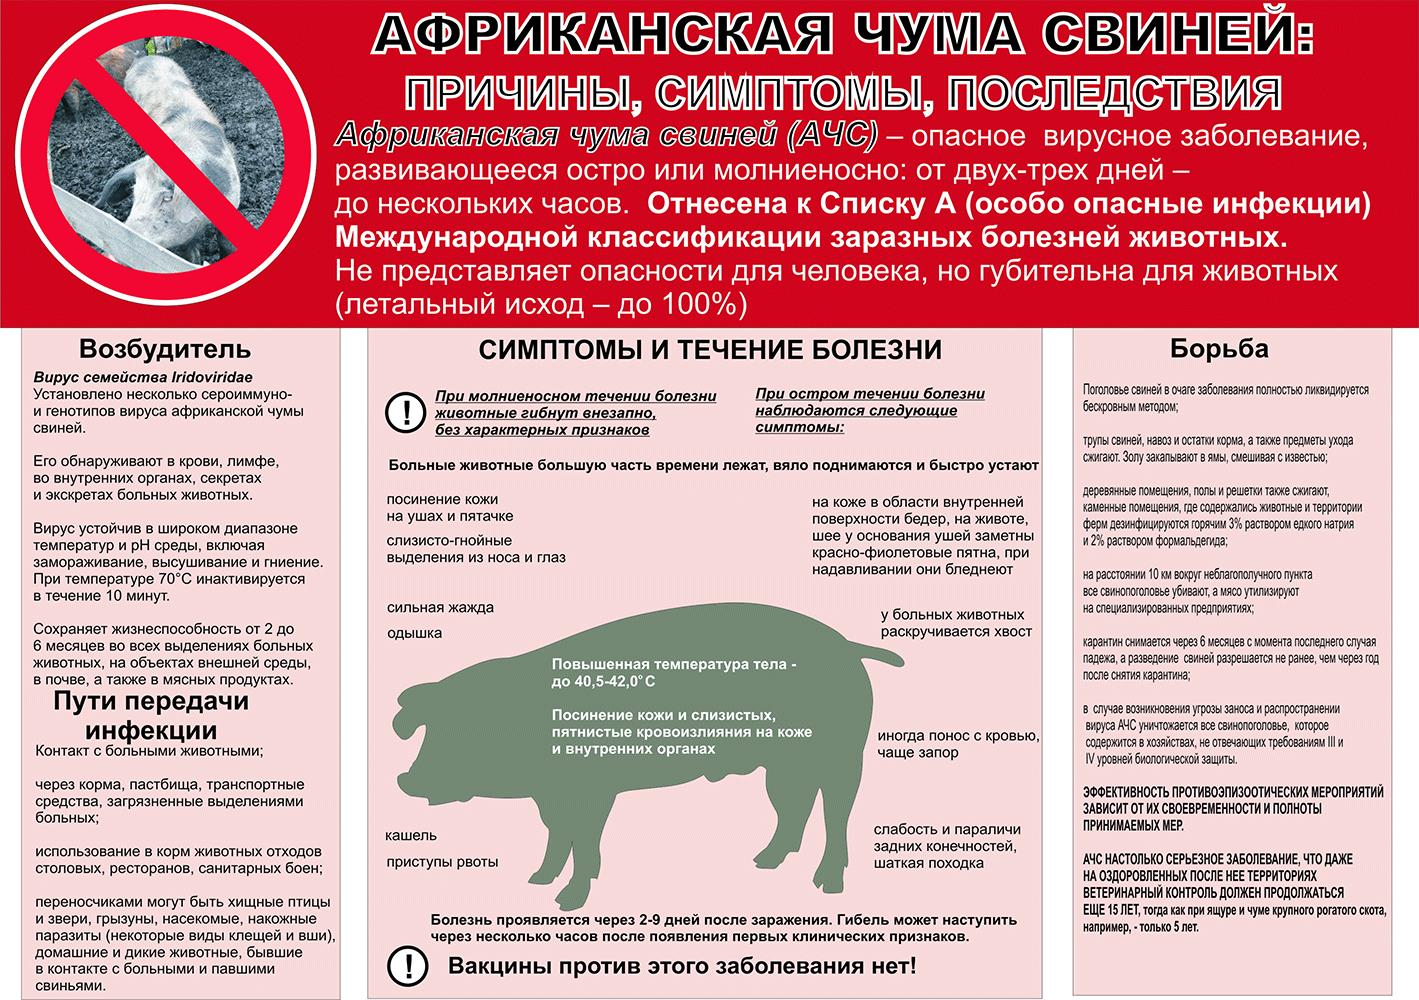 АФРИКАНСКАЯ ЧУМА СВИНЕЙ:
ПРИЧИНЫ, СИМПТОМЫ, ПОСЛЕДСТВИЯ
Африканская чума свиней (АЧС) – опасное вирусное заболевание,
развивающееся остро или молниеносно: от двух-трех дней –
до нескольких часов. Отнесена к Списку А (особо опасные инфекции)
Международной классификации заразных болезней животных.
Не представляет опасности для человека, но губительна для животных
(летальный исход – до 100%)
Возбудитель
Вирус семейства Iridoviridae
Установлено несколько сероиммуно-
и генотипов вируса африканской чумы
свиней.
Его обнаруживают в крови, лимфе,
во внутренних органах, секретах
и экскретах больных животных.
Вирус устойчив в широком диапазоне
температур и pH среды, включая
замораживание, высушивание и гниение.
При температуре 70°С инактивируется
в течение 10 минут.
Сохраняет жизнеспособность от 2 до
6 месяцев во всех выделениях больных
животных, на объектах внешней среды,
в почве, а также в мясных продуктах.
Пути передачи
инфекции
Контакт с больными животными;
через корма, пастбища, транспортные
средства, загрязненные выделениями
больных;
использование в корм животных отходов
столовых, ресторанов, санитарных боен;
переносчиками могут быть хищные птицы
и звери, грызуны, насекомые, накожные
паразиты (некоторые виды клещей и вши),
домашние и дикие животные, бывшие
в контакте с больными и павшими
свиньями.
СИМПТОМЫ И ТЕЧЕНИЕ БОЛЕЗНИ
!
При молниеносном течении болезни
животные гибнут внезапно,
без характерных признаков
При остром течении болезни
наблюдаются следующие
симптомы:
Больные животные большую часть времени лежат, вяло поднимаются и быстро устают
посинение кожи
на ушах и пятачке
слизисто-гнойные
выделения из носа и глаз
сильная жажда
одышка
на коже в области внутренней
поверхности бедер, на животе,
шее у основания ушей заметны
красно-фиолетовые пятна, при
надавливании они бледнеют
у больных животных
раскручивается хвост
Повышенная температура тела -
до 40,5-42,0°С
Посинение кожи и слизистых,
пятнистые кровоизлияния на коже
и внутренних органах
иногда понос с кровью,
чаще запор
кашель
приступы рвоты
слабость и параличи
задних конечностей,
шаткая походка
Болезнь проявляется через 2-9 дней после заражения. Гибель может наступить
через несколько часов после появления первых клинических признаков.
!
Вакцины против этого заболевания нет!
Борьба
Поголовье свиней в очаге заболевания полностью ликвидируется
бескровным методом;
трупы свиней, навоз и остатки корма, а также предметы ухода
сжигают. Золу закапывают в ямы, смешивая с известью;
деревянные помещения, полы и решетки также сжигают,
каменные помещения, где содержались животные и территории
ферм дезинфицируются горячим 3% раствором едкого натрия
и 2% раствором формальдегида;
на расстоянии 10 км вокруг неблагополучного пункта
все свинопоголовье убивают, а мясо утилизируют
на специализированных предприятиях;
карантин снимается через 6 месяцев с момента последнего случая
падежа, а разведение свиней разрешается не ранее, чем через год
после снятия карантина;
в случае возникновения угрозы заноса и распространении
вируса АЧС уничтожается все свинопоголовье, которое
содержится в хозяйствах, не отвечающих требованиям III и
IV уровней биологической защиты.
ЭФФЕКТИВНОСТЬ ПРОТИВОЭПИЗООТИЧЕСКИХ МЕРОПРИЯТИЙ
ЗАВИСИТ ОТ ИХ СВОЕВРЕМЕННОСТИ И ПОЛНОТЫ
ПРИНИМАЕМЫХ МЕР.
АЧС НАСТОЛЬКО СЕРЬЕЗНОЕ ЗАБОЛЕВАНИЕ, ЧТО ДАЖЕ
НА ОЗДОРОВЛЕННЫХ ПОСЛЕ НЕЕ ТЕРРИТОРИЯХ
ВЕТЕРИНАРНЫЙ КОНТРОЛЬ ДОЛЖЕН ПРОДОЛЖАТЬСЯ
ЕЩЕ 15 ЛЕТ, тогда как при ящуре и чуме крупного рогатого скота,
например, - только 5 лет.